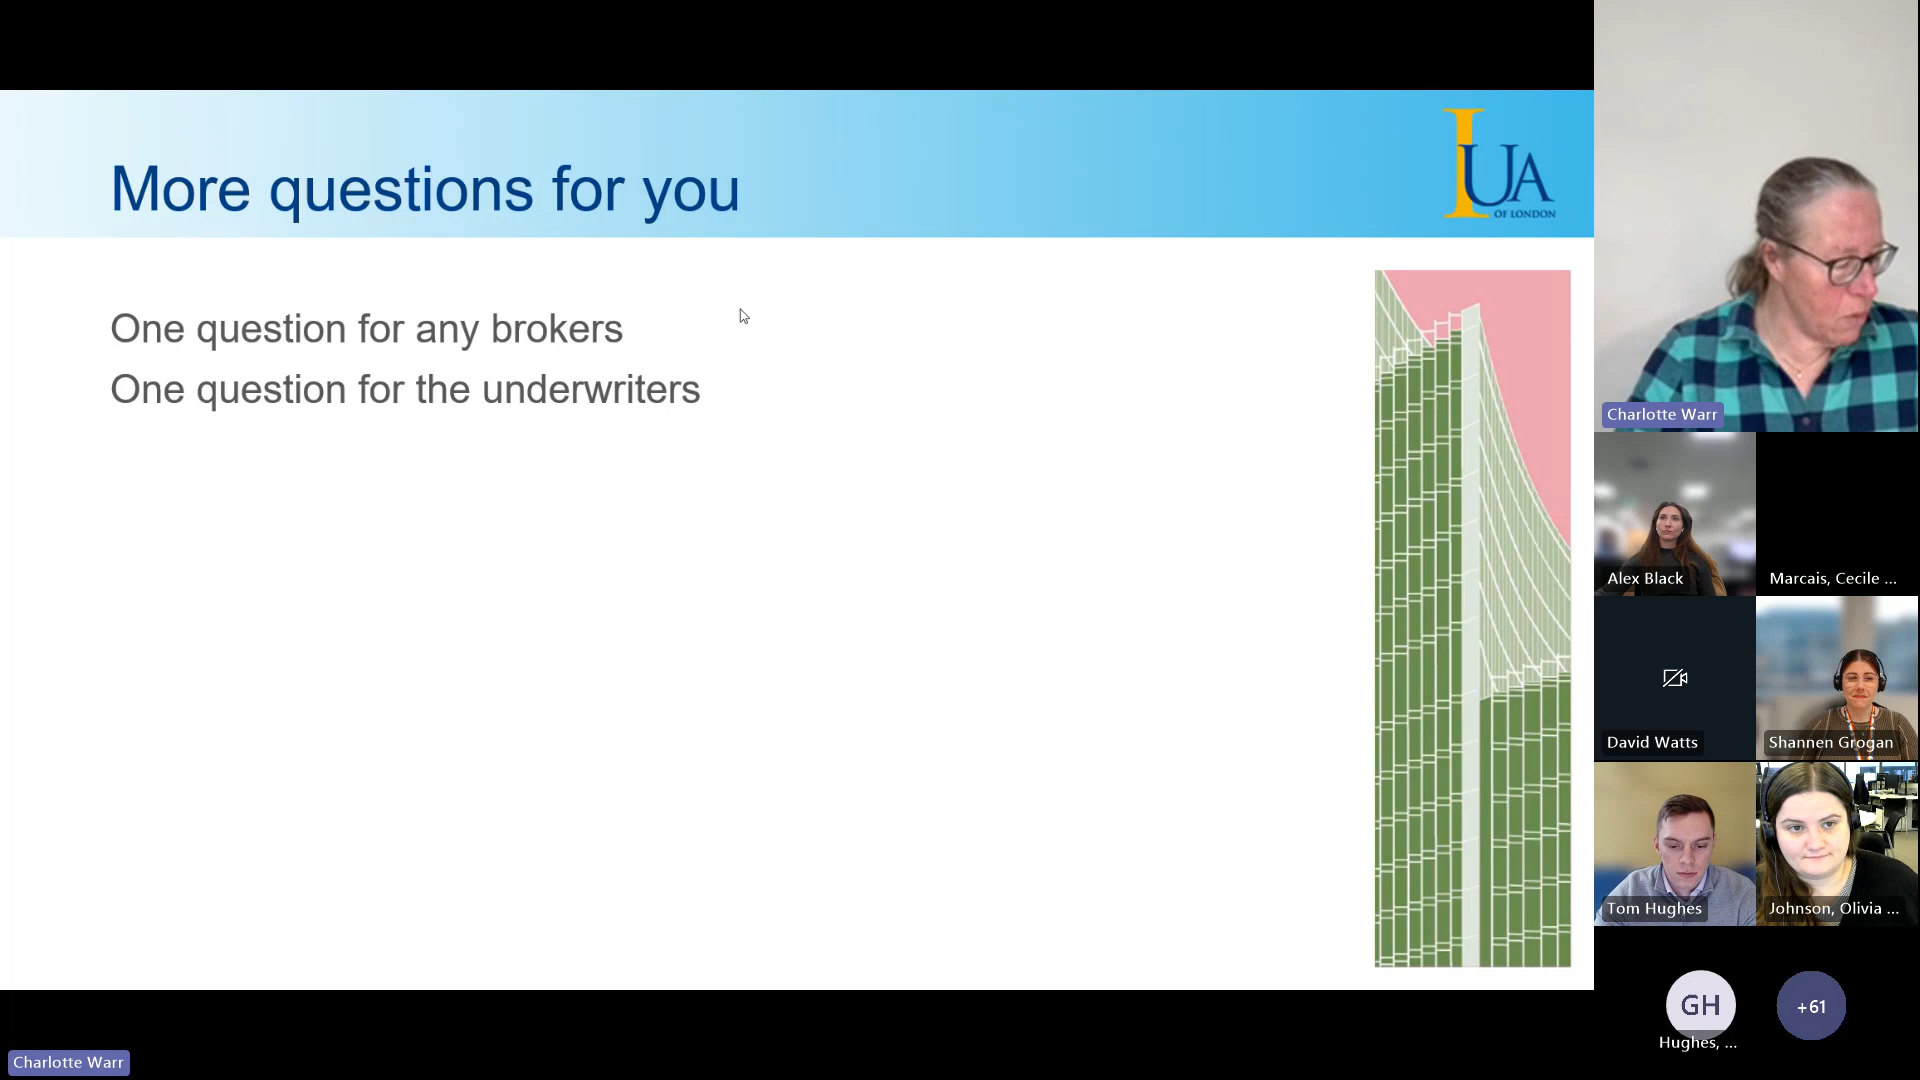 More questions for you
IUA
OF LONDON
One question for any brokers
One question for the underwriters
Charlotte Warr
Alex Black
Marcais, Cecile ...
David Watts
Shannen Grogan
Tom Hughes
Johnson, Olivia ...
GH
+61
Hughes, ...
Charlotte Warr